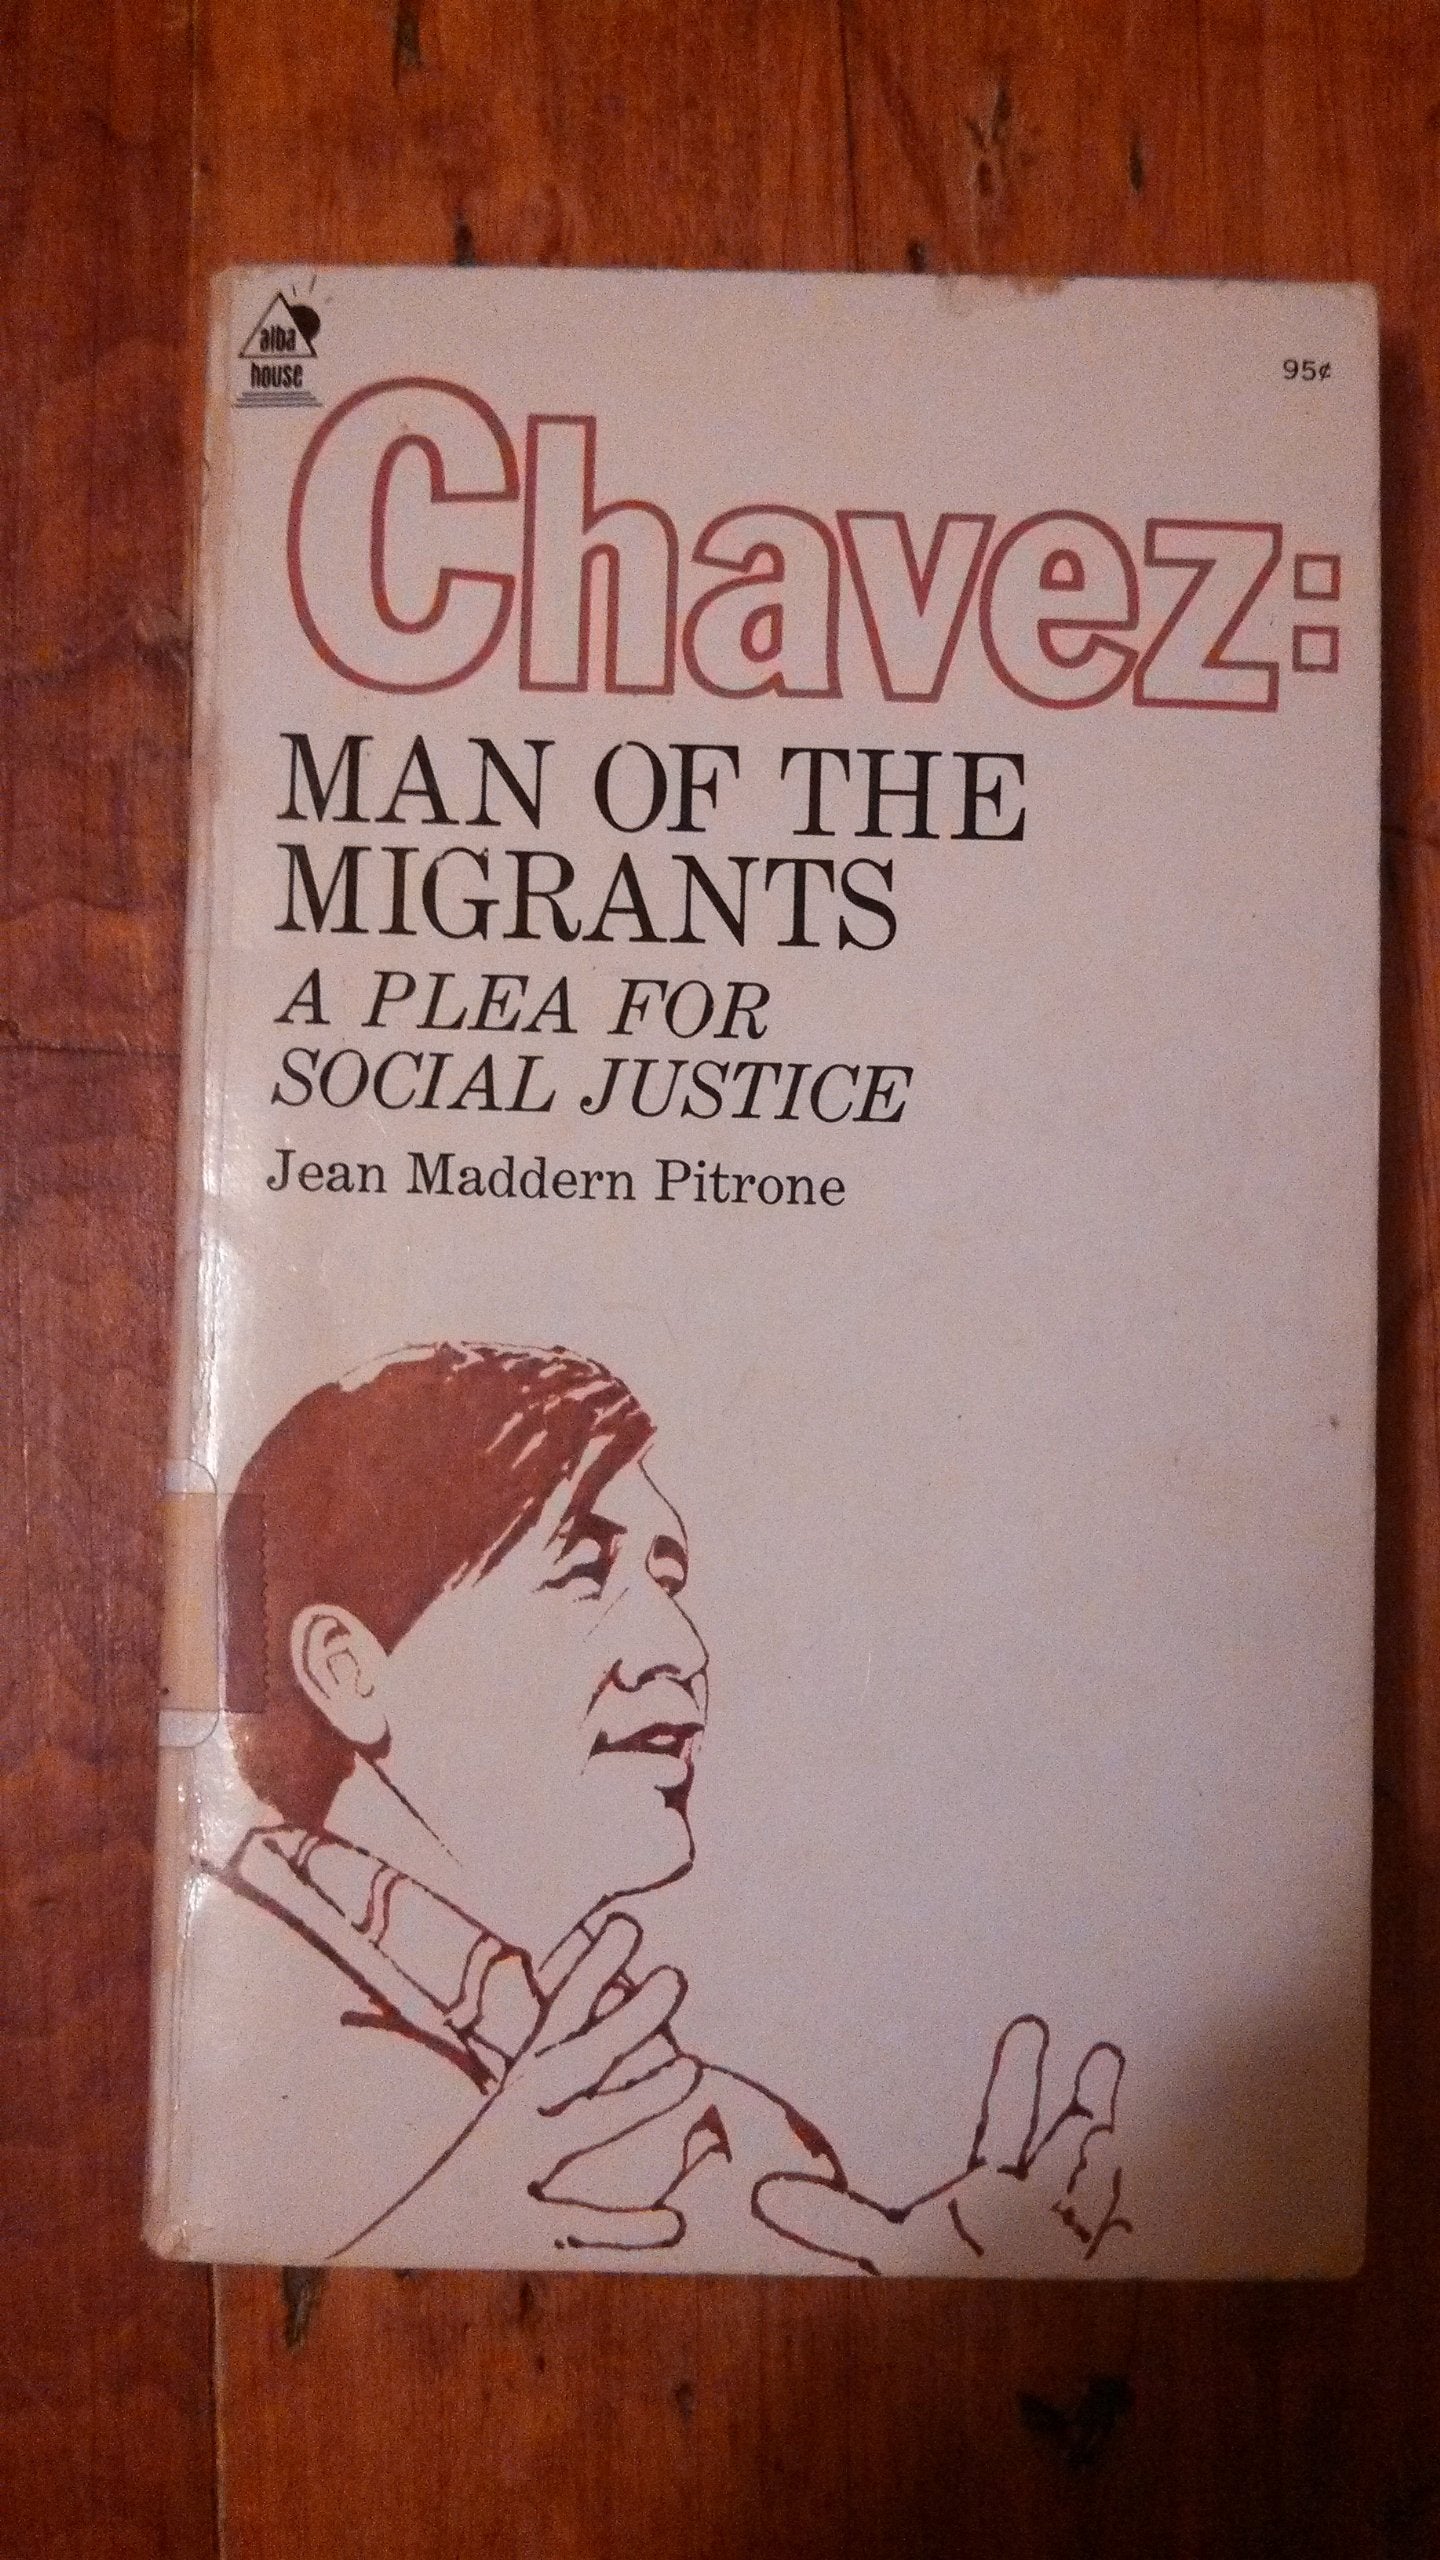 alba
house
95¢
Chavez:
MAN OF THE
MIGRANTS
A PLEA FOR
SOCIAL JUSTICE
Jean Maddern Pitrone